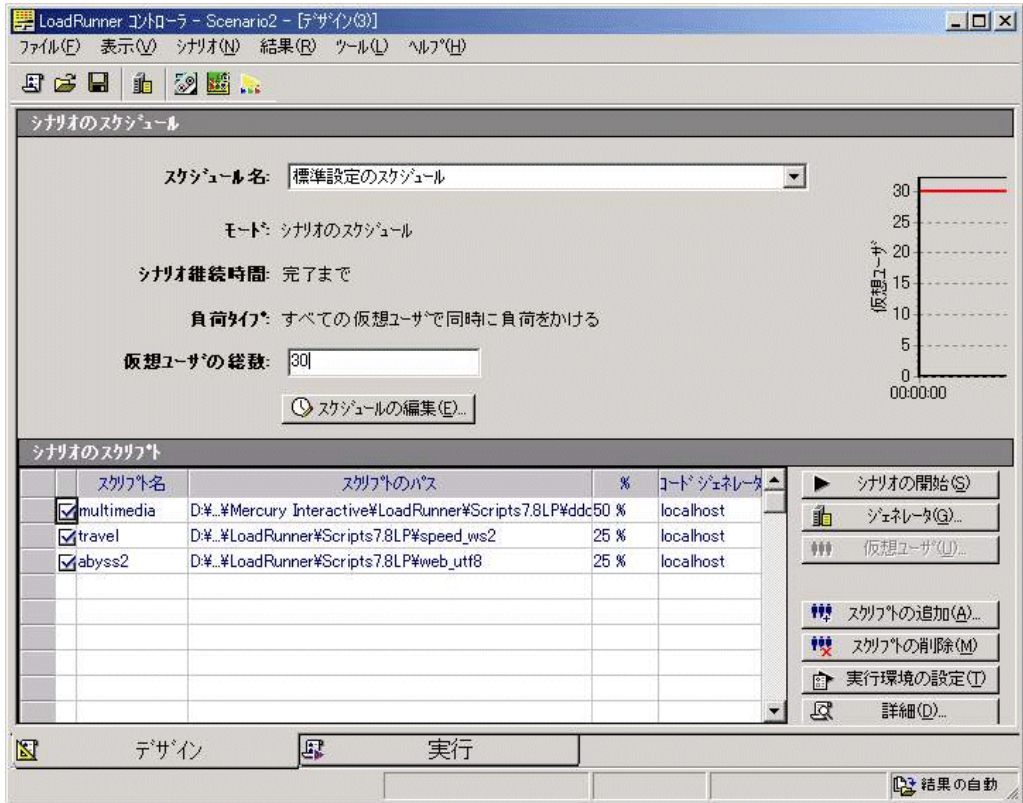 LoadRunner コントローラ - Scenario2 - [デザイン(3)]
ファイル(F) 表示(V) シナリオ(N) 結果(R) ツール(L) ヘルプ(H)
シナリオのスケジュール
スケジュール名: 標準設定のスケジュール
モード: シナリオのスケジュール
シナリオ継続時間: 完了まで
負荷タイプ: すべての仮想ユーザで同時に負荷をかける
仮想ユーザの総数: 30
スケジュールの編集(E)...
仮想ユーザ
30
25
20
15
10
5
0
00:00:00
シナリオのスクリプト
スクリプト名 スクリプトのパス % コード ジェネレータ
multimedia D:¥...¥Mercury Interactive¥LoadRunner¥Scripts7.8LP¥ddc 50 % localhost
travel D:¥...¥LoadRunner¥Scripts7.8LP¥speed_ws2 25 % localhost
abyss2 D:¥...¥LoadRunner¥Scripts7.8LP¥web_utf8 25 % localhost
シナリオの開始(S)
ジェネレータ(G)...
仮想ユーザ(U)...
スクリプトの追加(A)...
スクリプトの削除(M)
実行環境の設定(T)
詳細(D)...
デザイン 実行
結果の自動